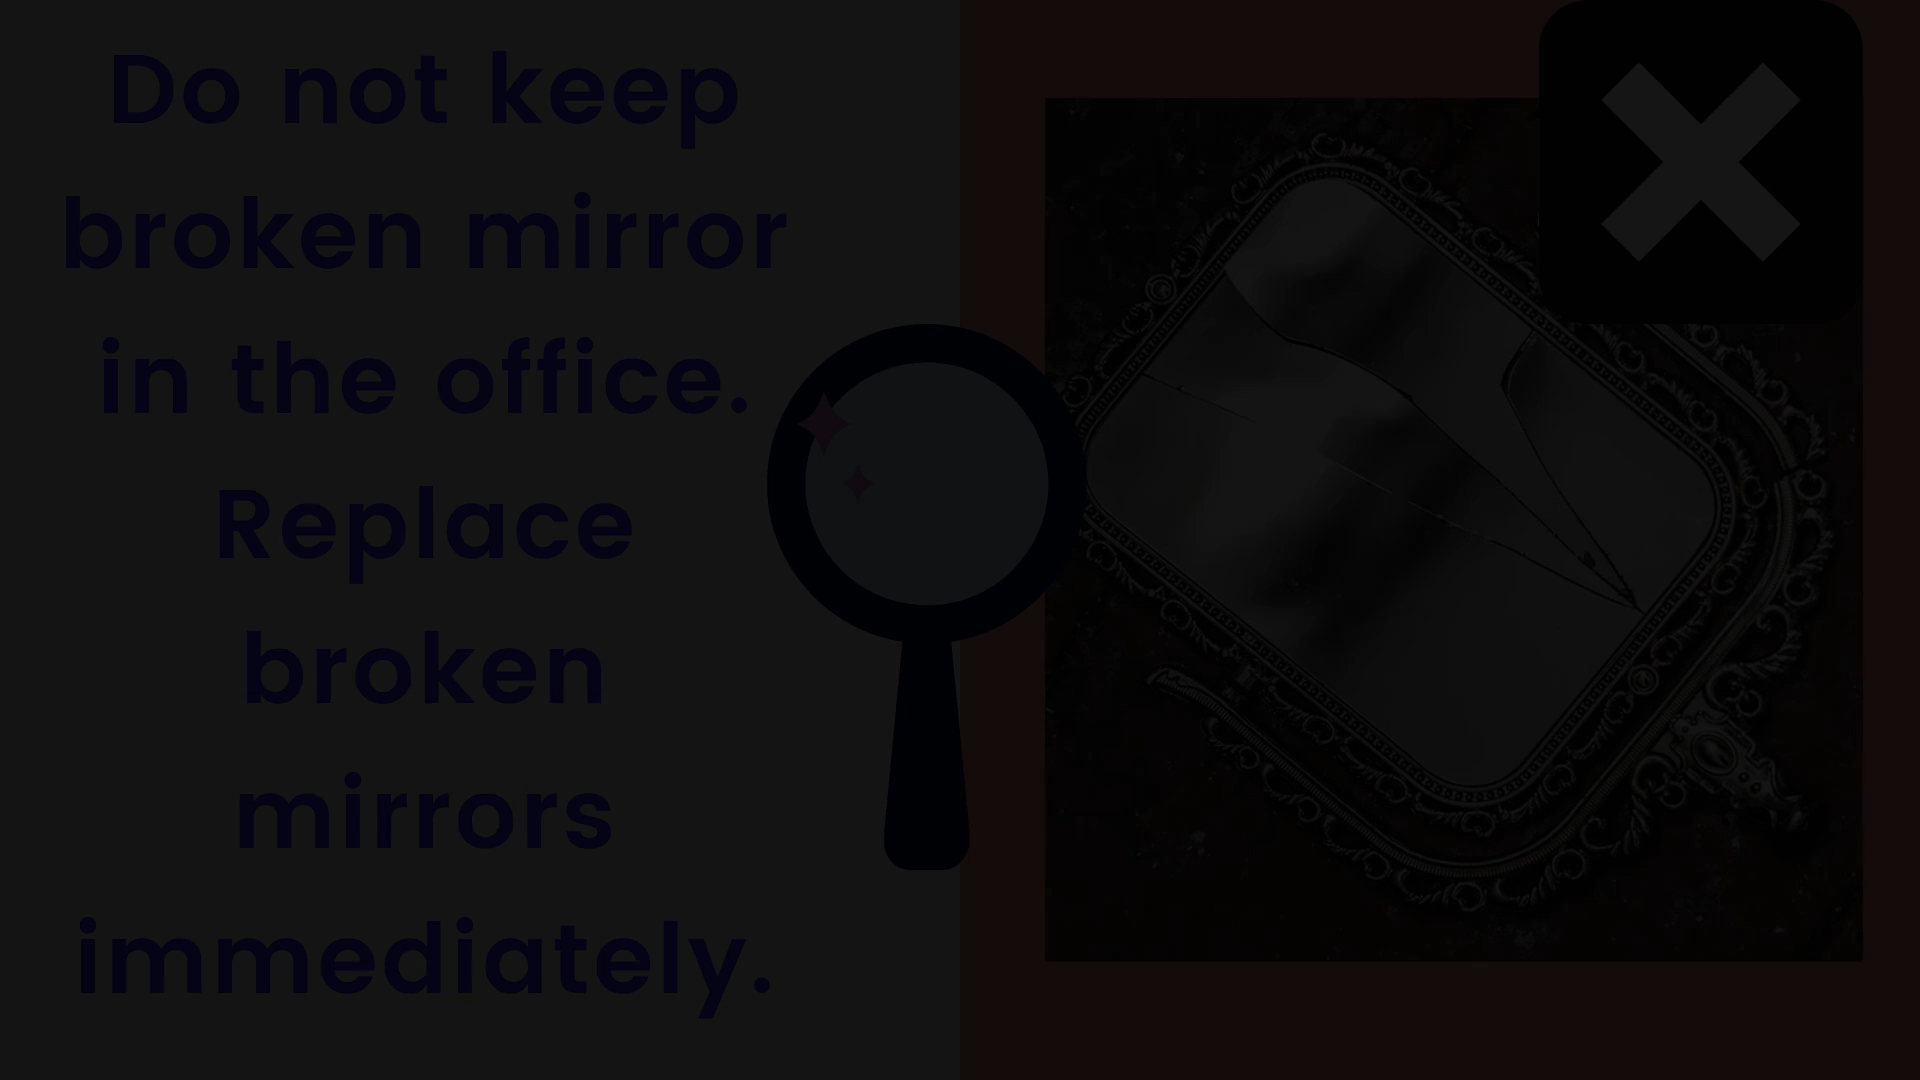 Do not keep
broken mirror
in the office.
Replace
broken
mirrors
immediately.